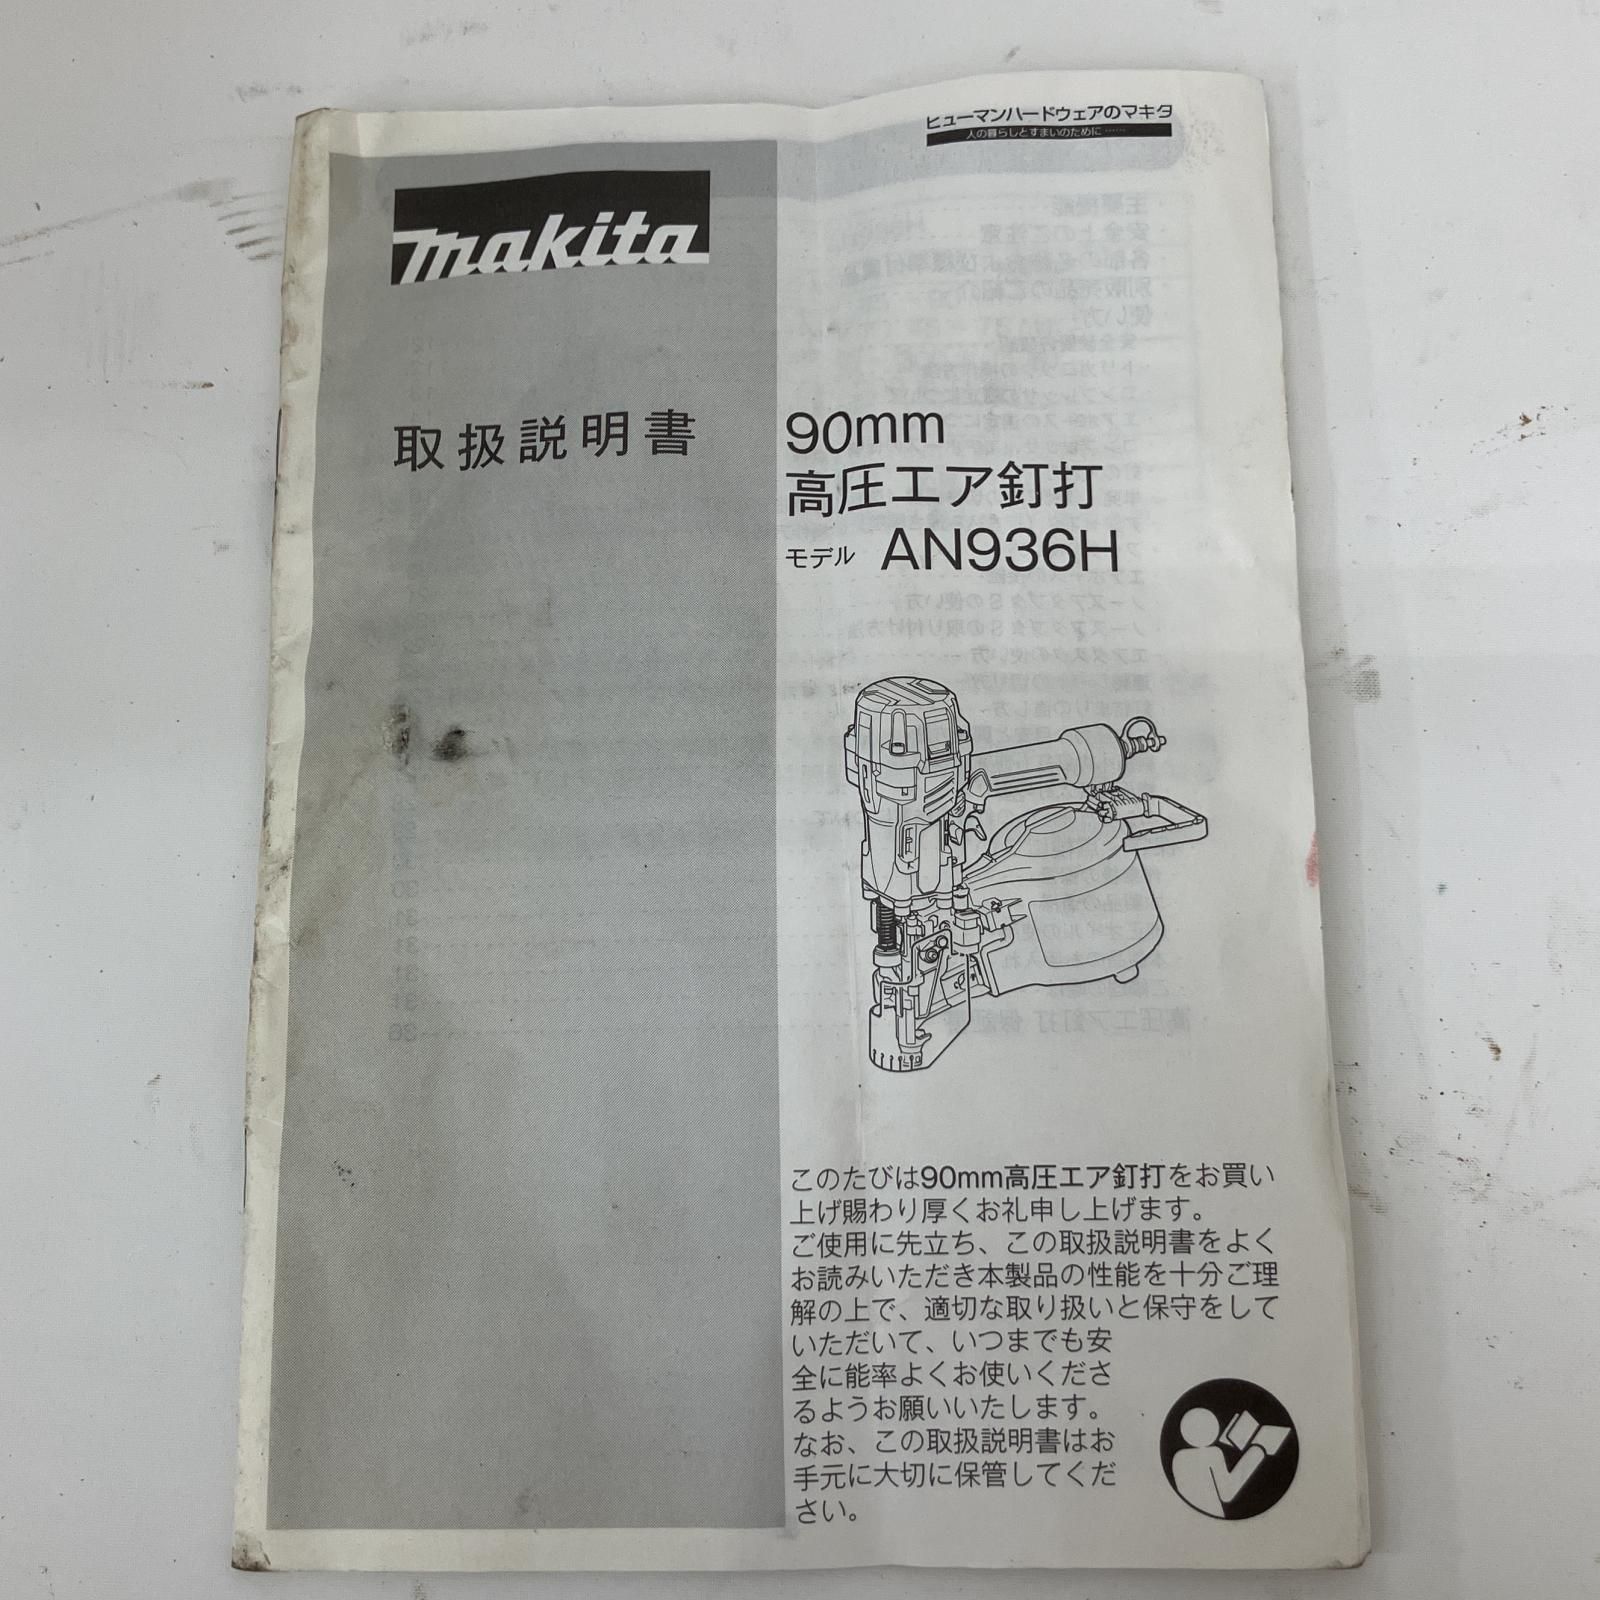 ヒューマンハードウェアのマキタ
人の暮らしとすまいのために……
makita
取扱説明書
90mm
高圧エア釘打
モデル AN936H
このたびは90mm高圧エア釘打をお買い
上げ賜わり厚くお礼申し上げます。
ご使用に先立ち、この取扱説明書をよく
お読みいただき本製品の性能を十分ご理
解の上で、適切な取り扱いと保守をして
いただいて、いつまでも安
全に能率よくお使いくださ
るようお願いいたします。
なお、この取扱説明書はお
手元に大切に保管してくだ
さい。